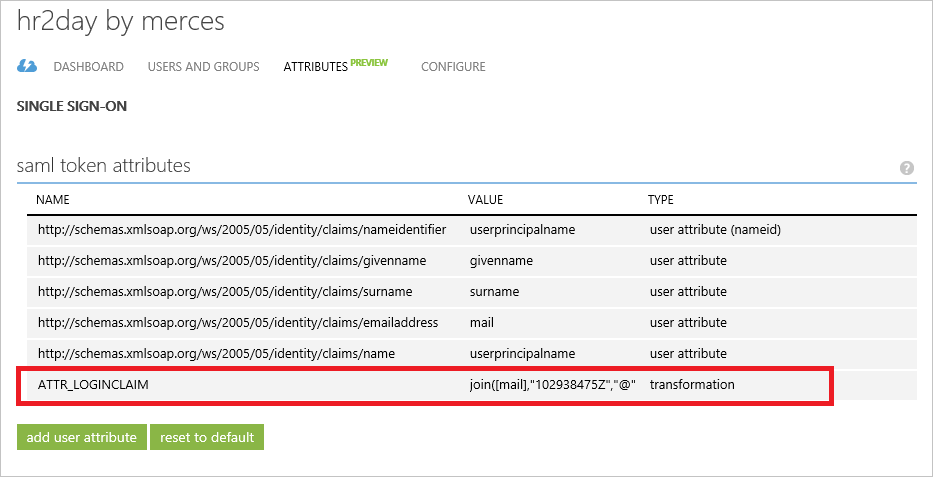 hr2day by merces
DASHBOARD USERS AND GROUPS ATTRIBUTES PREVIEW CONFIGURE
SINGLE SIGN-ON
saml token attributes ?
NAME VALUE TYPE
http://schemas.xmlsoap.org/ws/2005/05/identity/claims/nameidentifier userprincipalname user attribute (nameid)
http://schemas.xmlsoap.org/ws/2005/05/identity/claims/givenname givenname user attribute
http://schemas.xmlsoap.org/ws/2005/05/identity/claims/surname surname user attribute
http://schemas.xmlsoap.org/ws/2005/05/identity/claims/emailaddress mail user attribute
http://schemas.xmlsoap.org/ws/2005/05/identity/claims/name userprincipalname user attribute
ATTR_LOGINCLAIM join([mail],"102938475Z","@" transformation
add user attribute reset to default